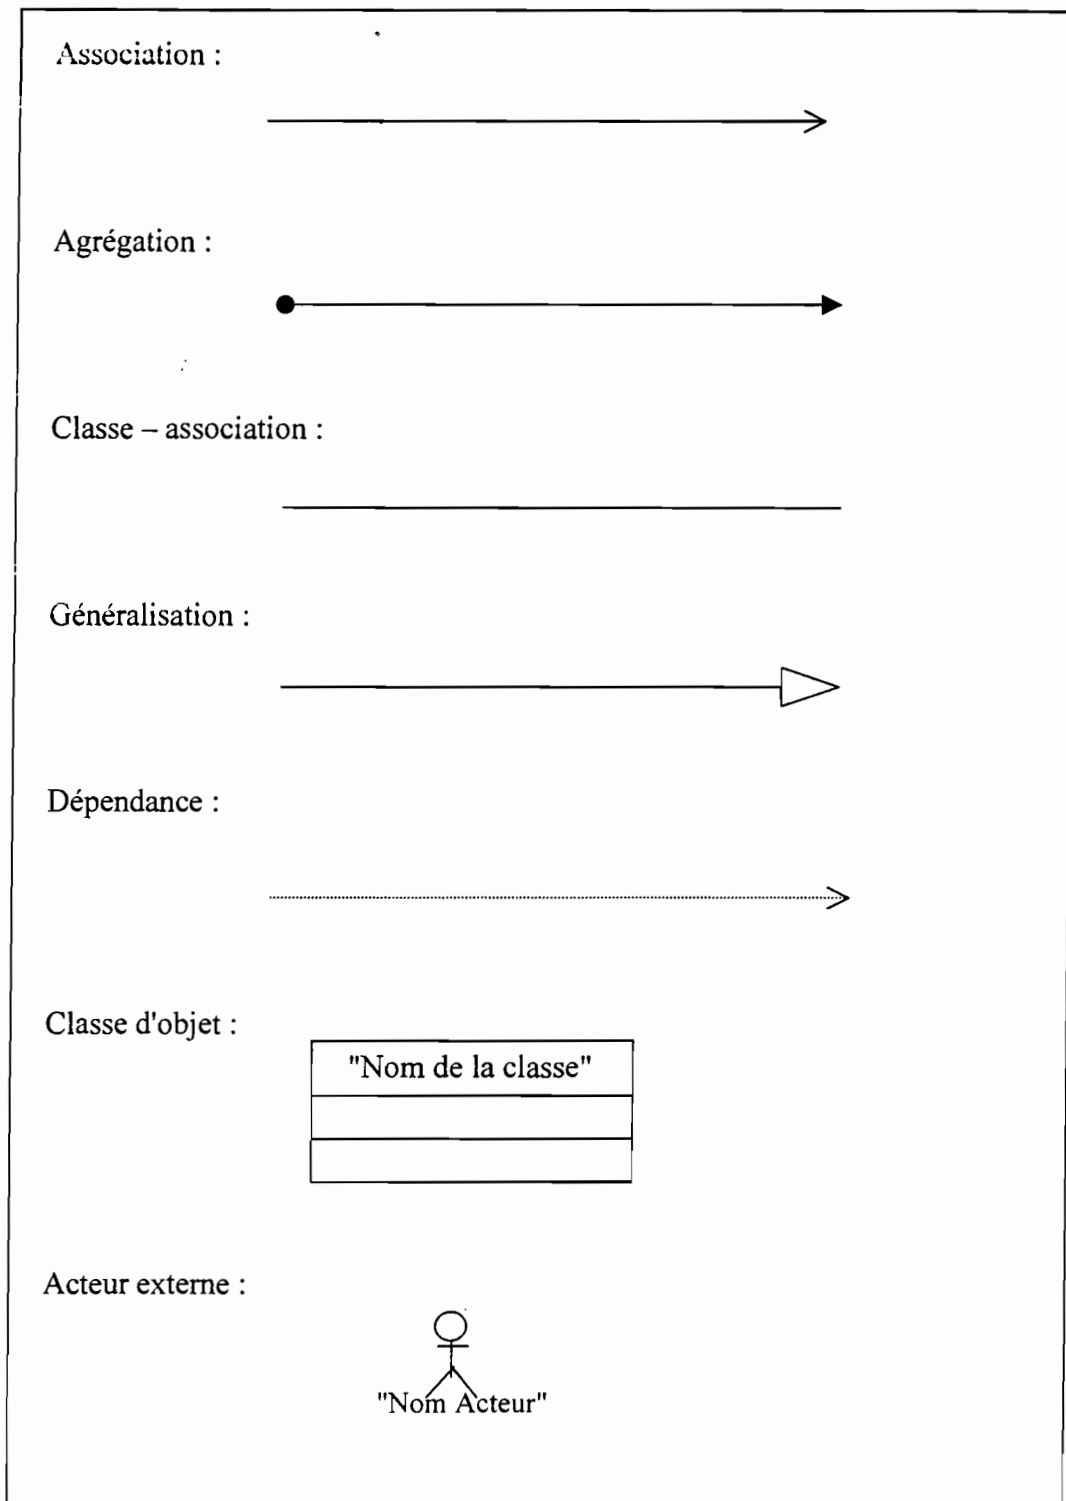 Association :
Agrégation :
Classe – association :
Généralisation :
Dépendance :
Classe d'objet :
"Nom de la classe"
Acteur externe :
"Nom Acteur"